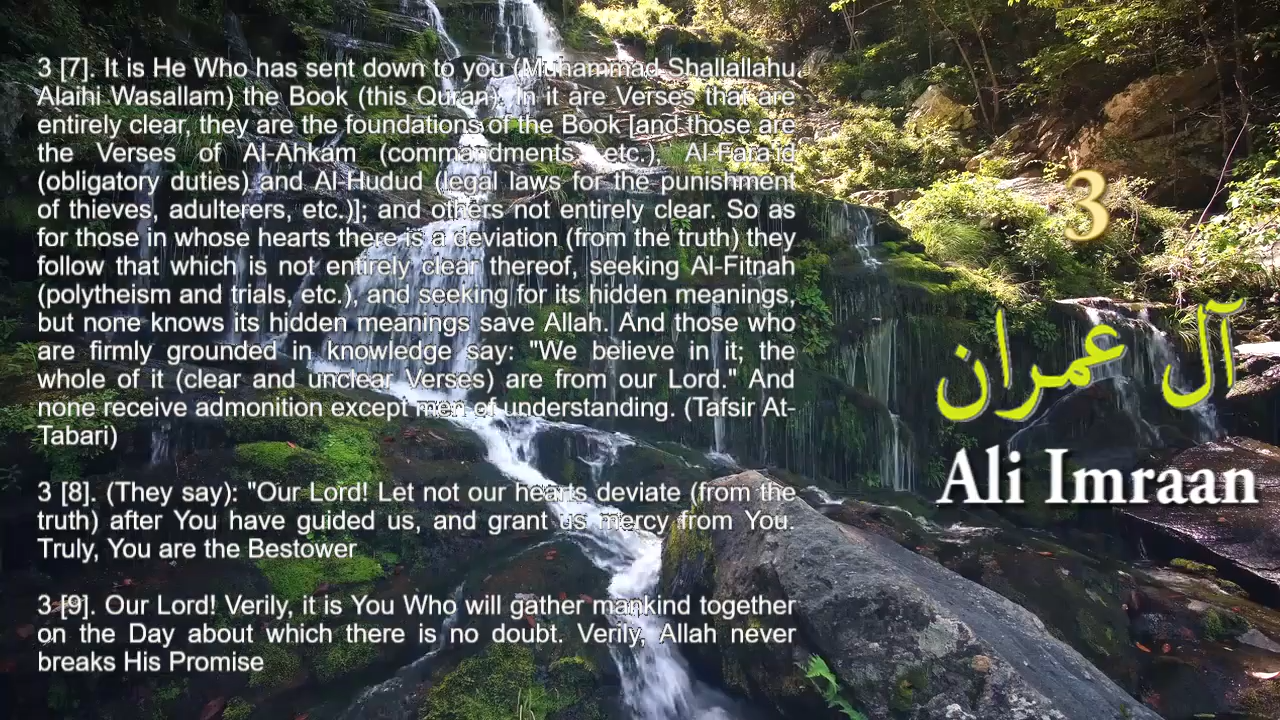 3 [7]. It is He Who has sent down to you (Muhammad Shallallahu
Alaihi Wasallam) the Book (this Quran). In it are Verses that are
entirely clear, they are the foundations of the Book [and those are
the Verses of Al-Ahkam (commandments, etc.), Al-Fara'id
(obligatory duties) and Al-Hudud (legal laws for the punishment
of thieves, adulterers, etc.)]; and others not entirely clear. So as
for those in whose hearts there is a deviation (from the truth) they
follow that which is not entirely clear thereof, seeking Al-Fitnah
(polytheism and trials, etc.), and seeking for its hidden meanings,
but none knows its hidden meanings save Allah. And those who
are firmly grounded in knowledge say: "We believe in it; the
whole of it (clear and unclear Verses) are from our Lord." And
none receive admonition except men of understanding. (Tafsir At-
Tabari)
3 [8]. (They say): "Our Lord! Let not our hearts deviate (from the
truth) after You have guided us, and grant us mercy from You.
Truly, You are the Bestower
3 [9]. Our Lord! Verily, it is You Who will gather mankind together
on the Day about which there is no doubt. Verily, Allah never
breaks His Promise
3
آل عمران
Ali Imraan